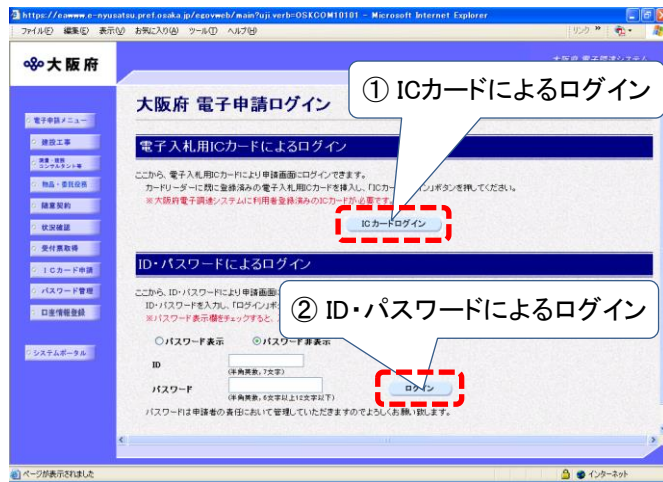 https://eawww.e-nyusatsu.pref.osaka.jp/egovweb/main?uji.verb=OSKCOM10101 - Microsoft Internet Explorer
ファイル(F) 編集(E) 表示(V) お気に入り(A) ツール(T) ヘルプ(H) リンク »
大阪府
大阪府 電子調達システム
① ICカードによるログイン
大阪府 電子申請ログイン
電子申請メニュー
建設工事
測量・建設コンサルタント等
物品・委託役務
随意契約
状況確認
受付票取得
ICカード申請
パスワード管理
口座情報登録
システムポータル
電子入札用ICカードによるログイン
ここから、電子入札用ICカードにより申請画面にログインできます。
カードリーダーに既に登録済みの電子入札用ICカードを挿入し、「ICカ
ン」ボタンを押してください。
※大阪府電子調達システムに利用者登録済みのICカードが必要です。
ICカードログイン
ID・パスワードによるログイン
ここから、ID・パスワードにより申請画面に
ID・パスワードを入力し、「ログイン」ボ
※パスワード表示欄をチェックすると、
② ID・パスワードによるログイン
パスワード表示 パスワード非表示
ID
(半角英数,7文字)
パスワード
(半角英数,6文字以上12文字以下)
ログイン
パスワードは申請者の責任において管理していただきますのでよろしくお願い致します。
ページが表示されました
インターネット